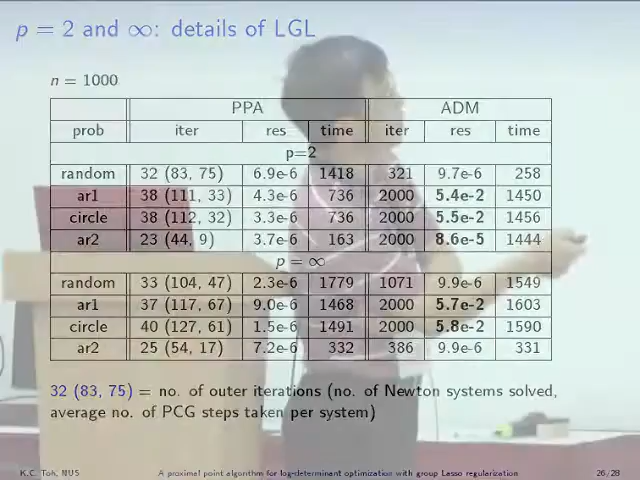 p = 2 and ∞: details of LGL
n = 1000
PPA ADM
prob iter res time iter res time
p=2
random 32 (83, 75) 6.9e-6 1418 321 9.7e-6 258
ar1 38 (111, 33) 4.3e-6 736 2000 5.4e-2 1450
circle 38 (112, 32) 3.3e-6 736 2000 5.5e-2 1456
ar2 23 (44, 9) 3.7e-6 163 2000 8.6e-5 1444
p = ∞
random 33 (104, 47) 2.3e-6 1779 1071 9.9e-6 1549
ar1 37 (117, 67) 9.0e-6 1468 2000 5.7e-2 1603
circle 40 (127, 61) 1.5e-6 1491 2000 5.8e-2 1590
ar2 25 (54, 17) 7.2e-6 332 386 9.9e-6 331
32 (83, 75) = no. of outer iterations (no. of Newton systems solved,
average no. of PCG steps taken per system)
K.C. Toh, NUS A proximal point algorithm for log-determinant optimization with group Lasso regularization 26/28